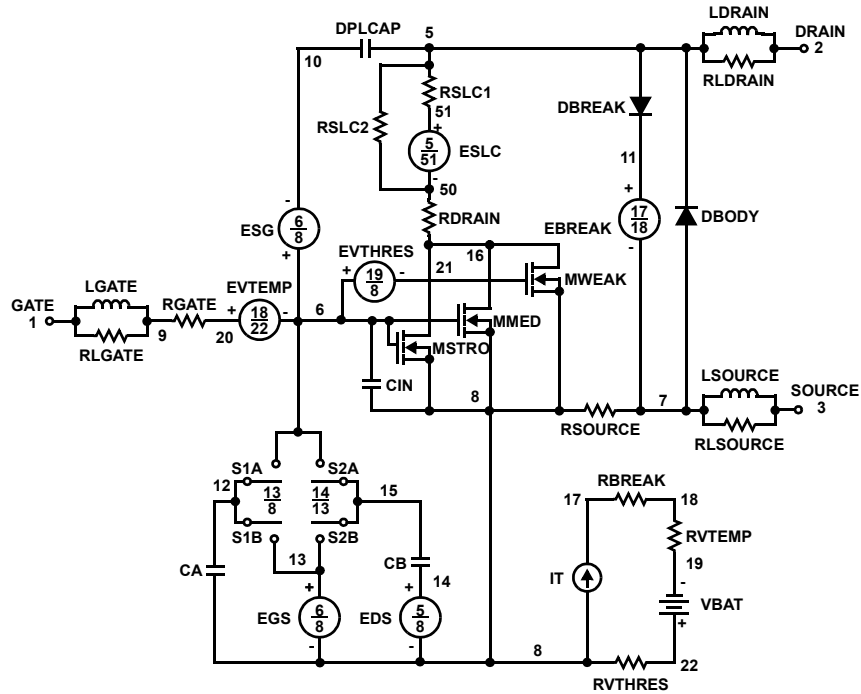 LDRAIN
DPLCAP 5 DRAIN
10 2
RLDRAIN
RSLC1
51
DBREAK
RSLC2
+
5
51
ESLC
-
50
11
-
+
RDRAIN
6
8
ESG
+
17
18
EBREAK
DBODY
-
EVTHRES
16
+ 19
8
- 21
MWEAK
LGATE
EVTEMP
GATE
1
RGATE
+ 18
22
- 6
MMED
9 20
RLGATE
MSTRO
CIN
8
LSOURCE
7
SOURCE
3
RSOURCE
RLSOURCE
S1A S2A
12
13
8
14
13
15
S1B S2B
13
RBREAK
17 18
RVTEMP
CA
CB
19
IT
-
VBAT
+
+ 14
+
EGS
6
8
EDS
5
8
- -
8
22
RVTHRES